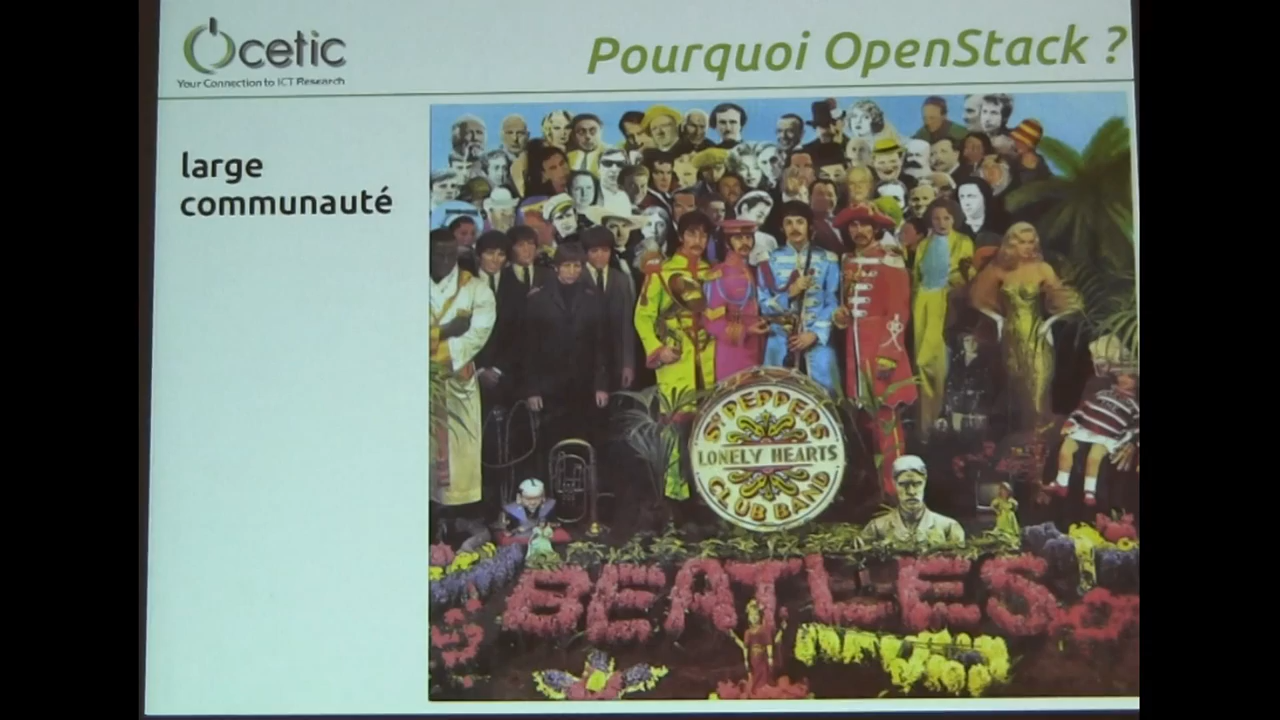 cetic
Your Connection to ICT Research
Pourquoi OpenStack ?
large
communauté
SGT PEPPERS
LONELY HEARTS
CLUB BAND
BEATLES